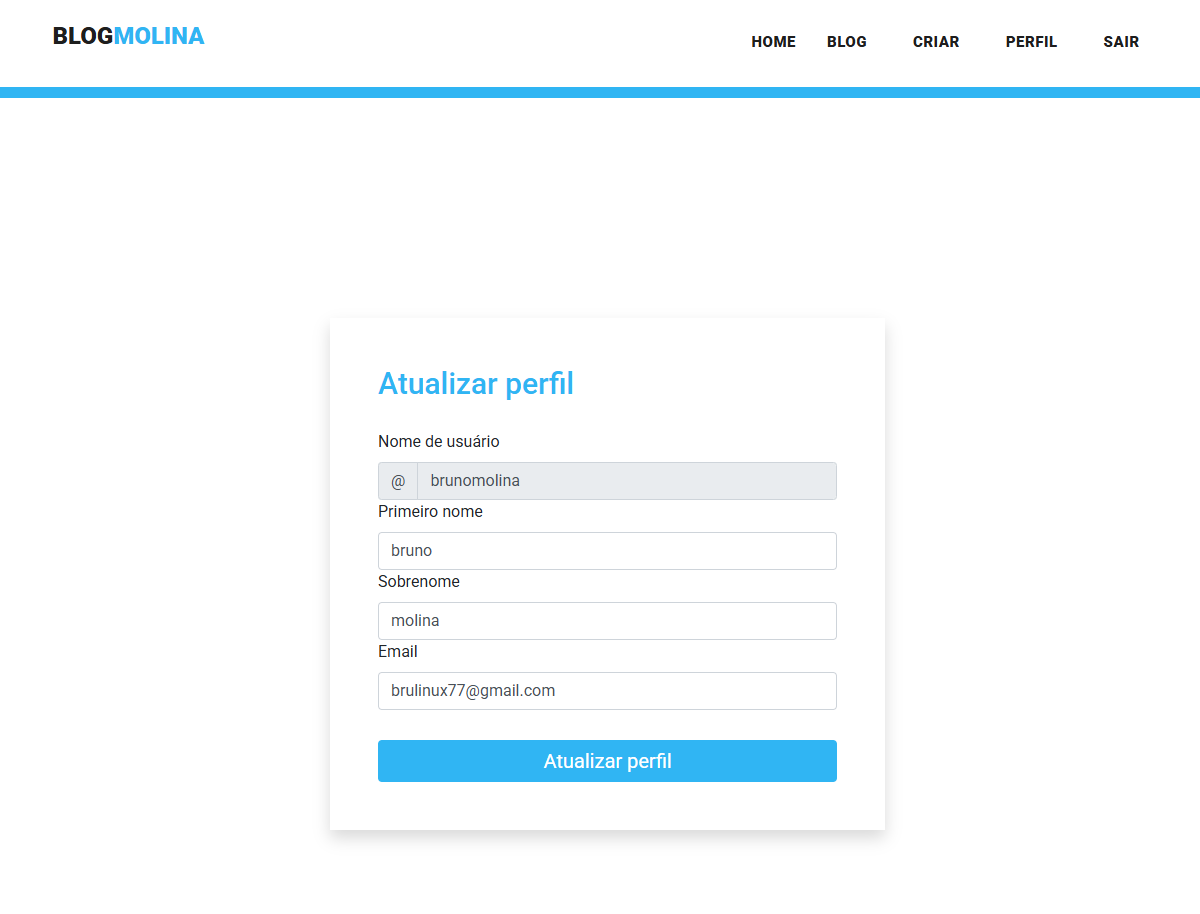 BLOGMOLINA
HOME BLOG CRIAR PERFIL SAIR
Atualizar perfil
Nome de usuário
@ brunomolina
Primeiro nome
bruno
Sobrenome
molina
Email
brulinux77@gmail.com
Atualizar perfil